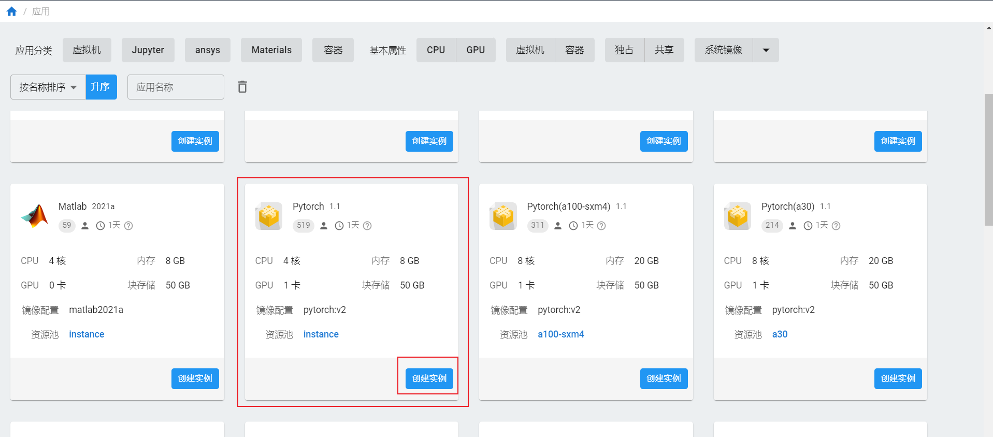 / 应用
应用分类 虚拟机 Jupyter ansys Materials 容器 基本属性 CPU GPU 虚拟机 容器 独占 共享 系统镜像
按名称排序 升序 应用名称
创建实例 创建实例 创建实例 创建实例
Matlab 2021a
59 1天
CPU 4 核 内存 8 GB
GPU 0 卡 块存储 50 GB
镜像配置 matlab2021a
资源池 instance
创建实例
Pytorch 1.1
519 1天
CPU 4 核 内存 8 GB
GPU 1 卡 块存储 50 GB
镜像配置 pytorch:v2
资源池 instance
创建实例
Pytorch(a100-sxm4) 1.1
311 1天
CPU 8 核 内存 20 GB
GPU 1 卡 块存储 50 GB
镜像配置 pytorch:v2
资源池 a100-sxm4
创建实例
Pytorch(a30) 1.1
214 1天
CPU 8 核 内存 20 GB
GPU 1 卡 块存储 50 GB
镜像配置 pytorch:v2
资源池 a30
创建实例